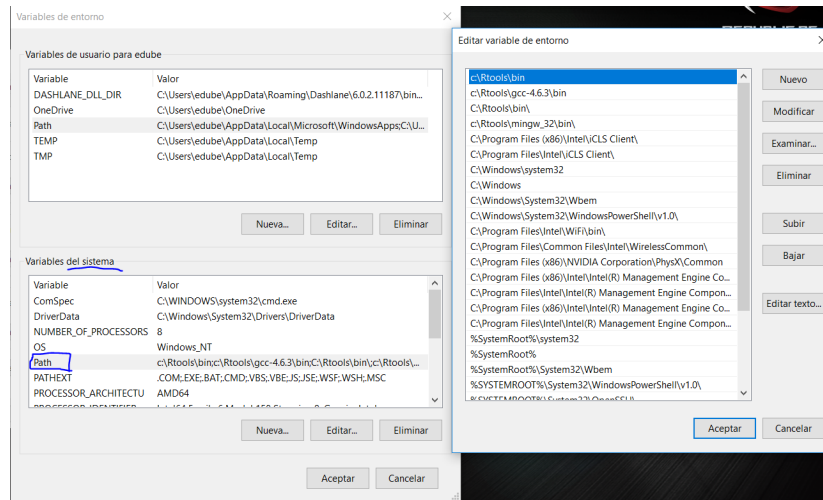 Variables de entorno
Variables de usuario para edube
Variable Valor
DASHLANE_DLL_DIR C:\Users\edube\AppData\Roaming\Dashlane\6.0.2.11187\bin...
OneDrive C:\Users\edube\OneDrive
Path C:\Users\edube\AppData\Local\Microsoft\WindowsApps;C:\U...
TEMP C:\Users\edube\AppData\Local\Temp
TMP C:\Users\edube\AppData\Local\Temp
Nueva... Editar... Eliminar
Variables del sistema
Variable Valor
ComSpec C:\WINDOWS\system32\cmd.exe
DriverData C:\Windows\System32\Drivers\DriverData
NUMBER_OF_PROCESSORS 8
OS Windows_NT
Path c:\Rtools\bin;c:\Rtools\gcc-4.6.3\bin;C:\Rtools\bin\;c:\Rtools\...
PATHEXT .COM;.EXE;.BAT;.CMD;.VBS;.VBE;.JS;.JSE;.WSF;.WSH;.MSC
PROCESSOR_ARCHITECTU AMD64
Nueva... Editar... Eliminar
Aceptar Cancelar
Editar variable de entorno
c:\Rtools\bin
c:\Rtools\gcc-4.6.3\bin
C:\Rtools\bin\
c:\Rtools\mingw_32\bin\
C:\Program Files (x86)\Intel\iCLS Client\
C:\Program Files\Intel\iCLS Client\
C:\Windows\system32
C:\Windows
C:\Windows\System32\Wbem
C:\Windows\System32\WindowsPowerShell\v1.0\
C:\Program Files\Intel\WiFi\bin\
C:\Program Files\Common Files\Intel\WirelessCommon\
C:\Program Files (x86)\NVIDIA Corporation\PhysX\Common
C:\Program Files (x86)\Intel\Intel(R) Management Engine Co...
C:\Program Files\Intel\Intel(R) Management Engine Compon...
C:\Program Files (x86)\Intel\Intel(R) Management Engine Co...
C:\Program Files\Intel\Intel(R) Management Engine Compon...
%SystemRoot%\system32
%SystemRoot%
%SystemRoot%\System32\Wbem
%SYSTEMROOT%\System32\WindowsPowerShell\v1.0\
%SYSTEMROOT%\System32\OpenSSH\
Nuevo
Modificar
Examinar...
Eliminar
Subir
Bajar
Editar texto...
Aceptar Cancelar